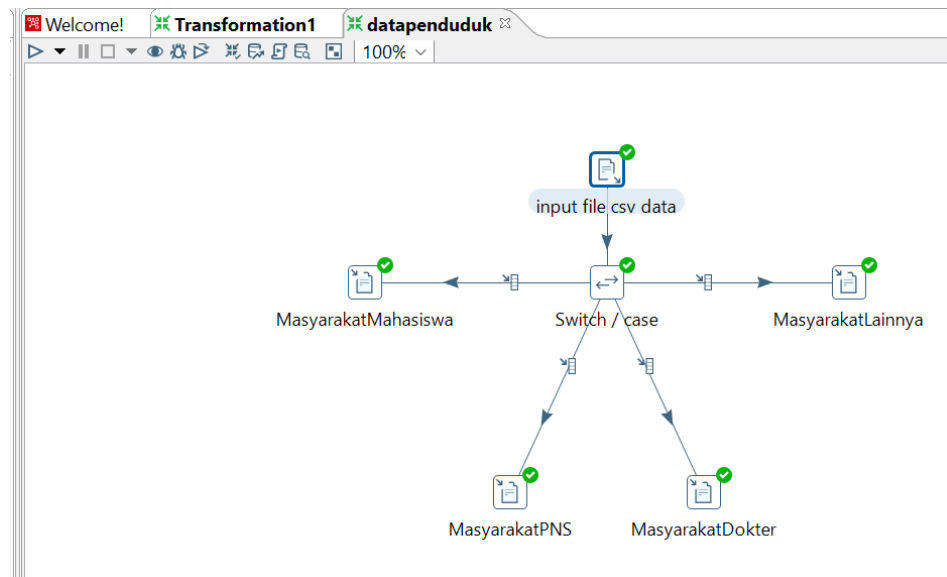 Welcome!
Transformation1
datapenduduk
100%
input file csv data
MasyarakatMahasiswa
Switch / case
MasyarakatLainnya
MasyarakatPNS
MasyarakatDokter